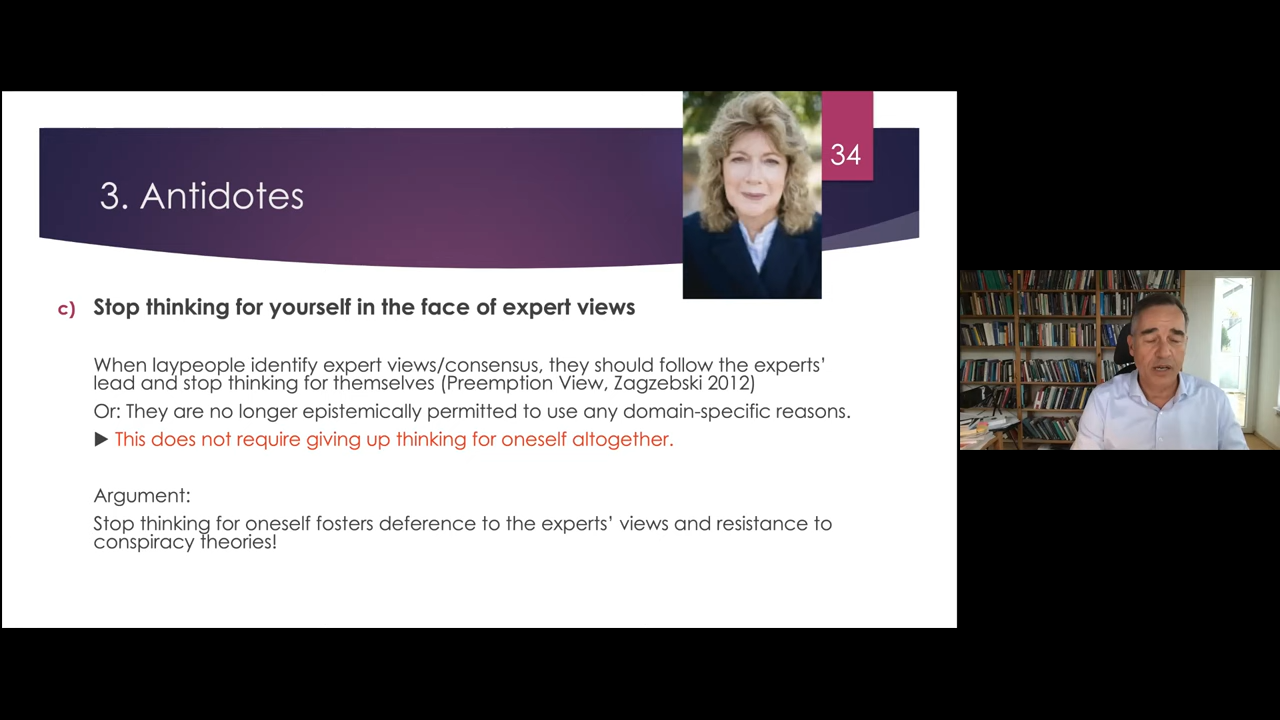 34
3. Antidotes
c) Stop thinking for yourself in the face of expert views
When laypeople identify expert views/consensus, they should follow the experts’
lead and stop thinking for themselves (Preemption View, Zagzebski 2012)
Or: They are no longer epistemically permitted to use any domain-specific reasons.
This does not require giving up thinking for oneself altogether.
Argument:
Stop thinking for oneself fosters deference to the experts’ views and resistance to
conspiracy theories!